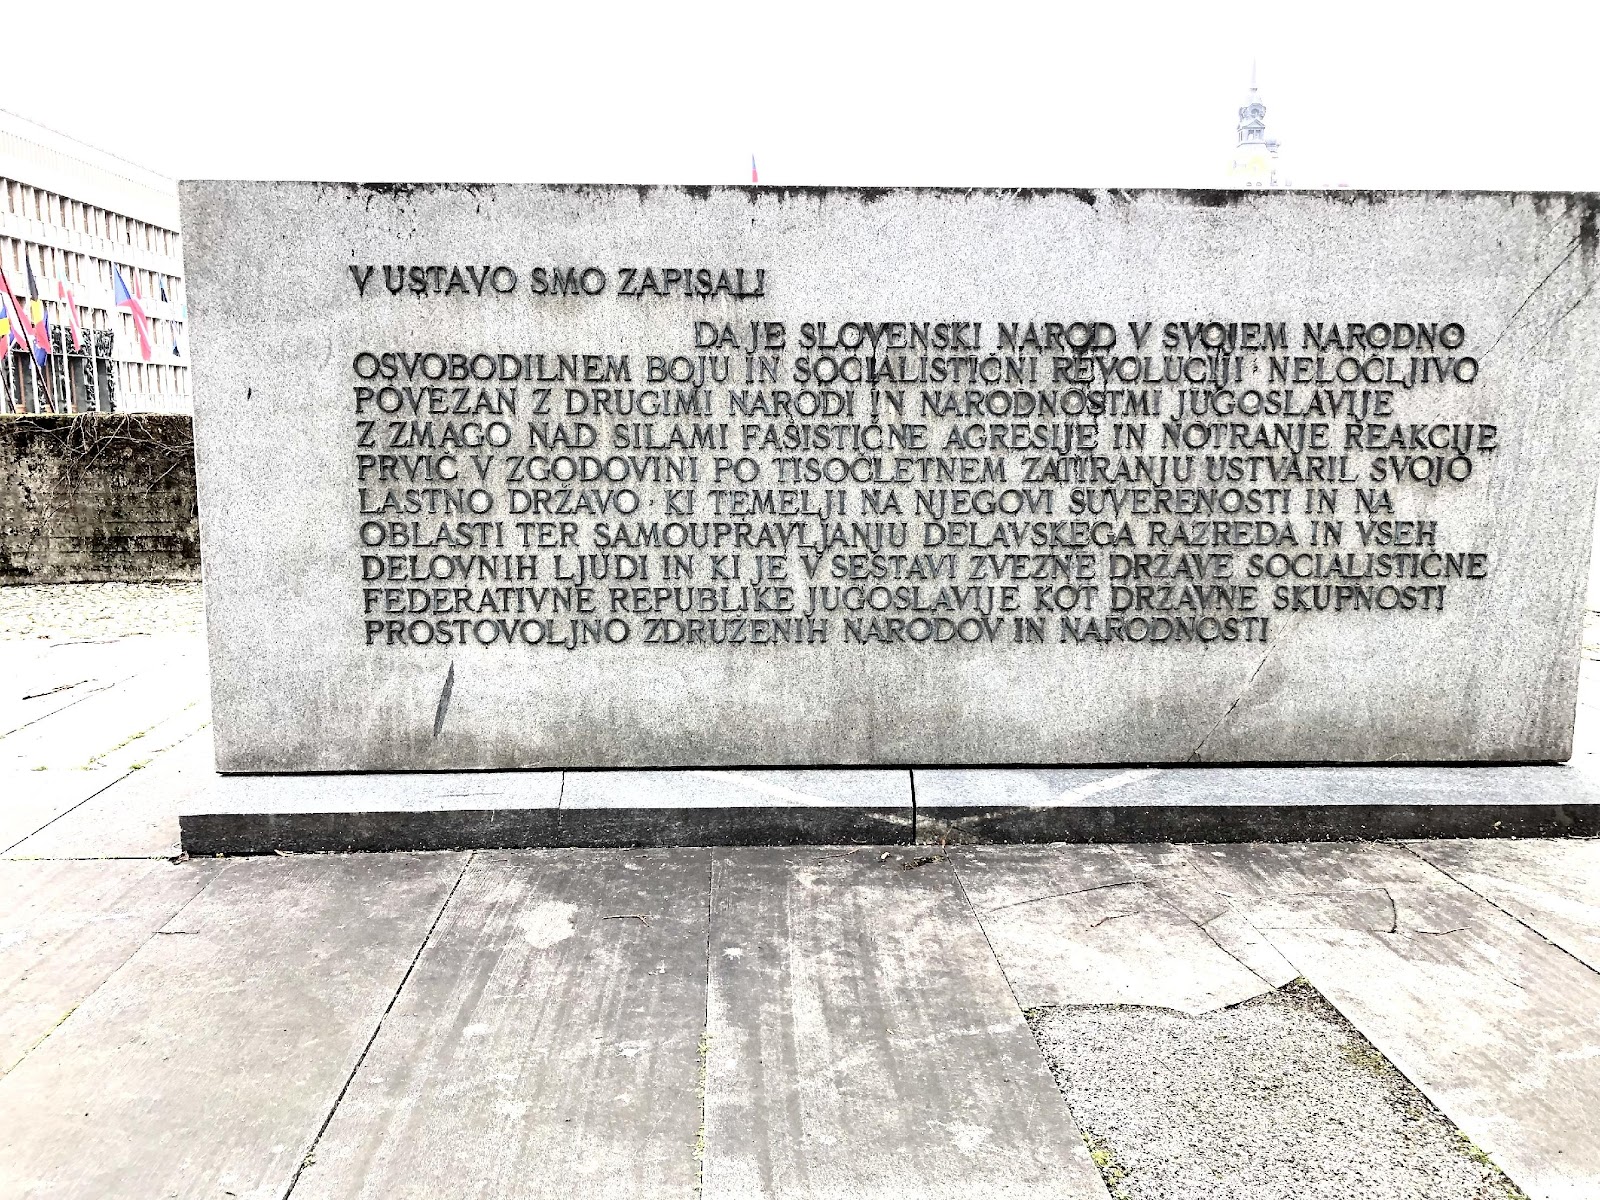 V USTAVO SMO ZAPISALI
DA JE SLOVENSKI NAROD V SVOJEM NARODNO
OSVOBODILNEM BOJU IN SOCIALISTIČNI REVOLUCIJI · NELOČLJIVO
POVEZAN Z DRUGIMI NARODI IN NARODNOSTMI JUGOSLAVIJE
Z ZMAGO NAD SILAMI FAŠISTIČNE AGRESIJE IN NOTRANJE REAKCIJE
PRVIČ V ZGODOVINI PO TISOČLETNEM ZATIRANJU USTVARIL SVOJO
LASTNO DRŽAVO · KI TEMELJI NA NJEGOVI SUVERENOSTI IN NA
OBLASTI TER SAMOUPRAVLJANJU DELAVSKEGA RAZREDA IN VSEH
DELOVNIH LJUDI IN KI JE V SESTAVI ZVEZNE DRŽAVE SOCIALISTIČNE
FEDERATIVNE REPUBLIKE JUGOSLAVIJE KOT DRŽAVNE SKUPNOSTI
PROSTOVOLJNO ZDRUŽENIH NARODOV IN NARODNOSTI